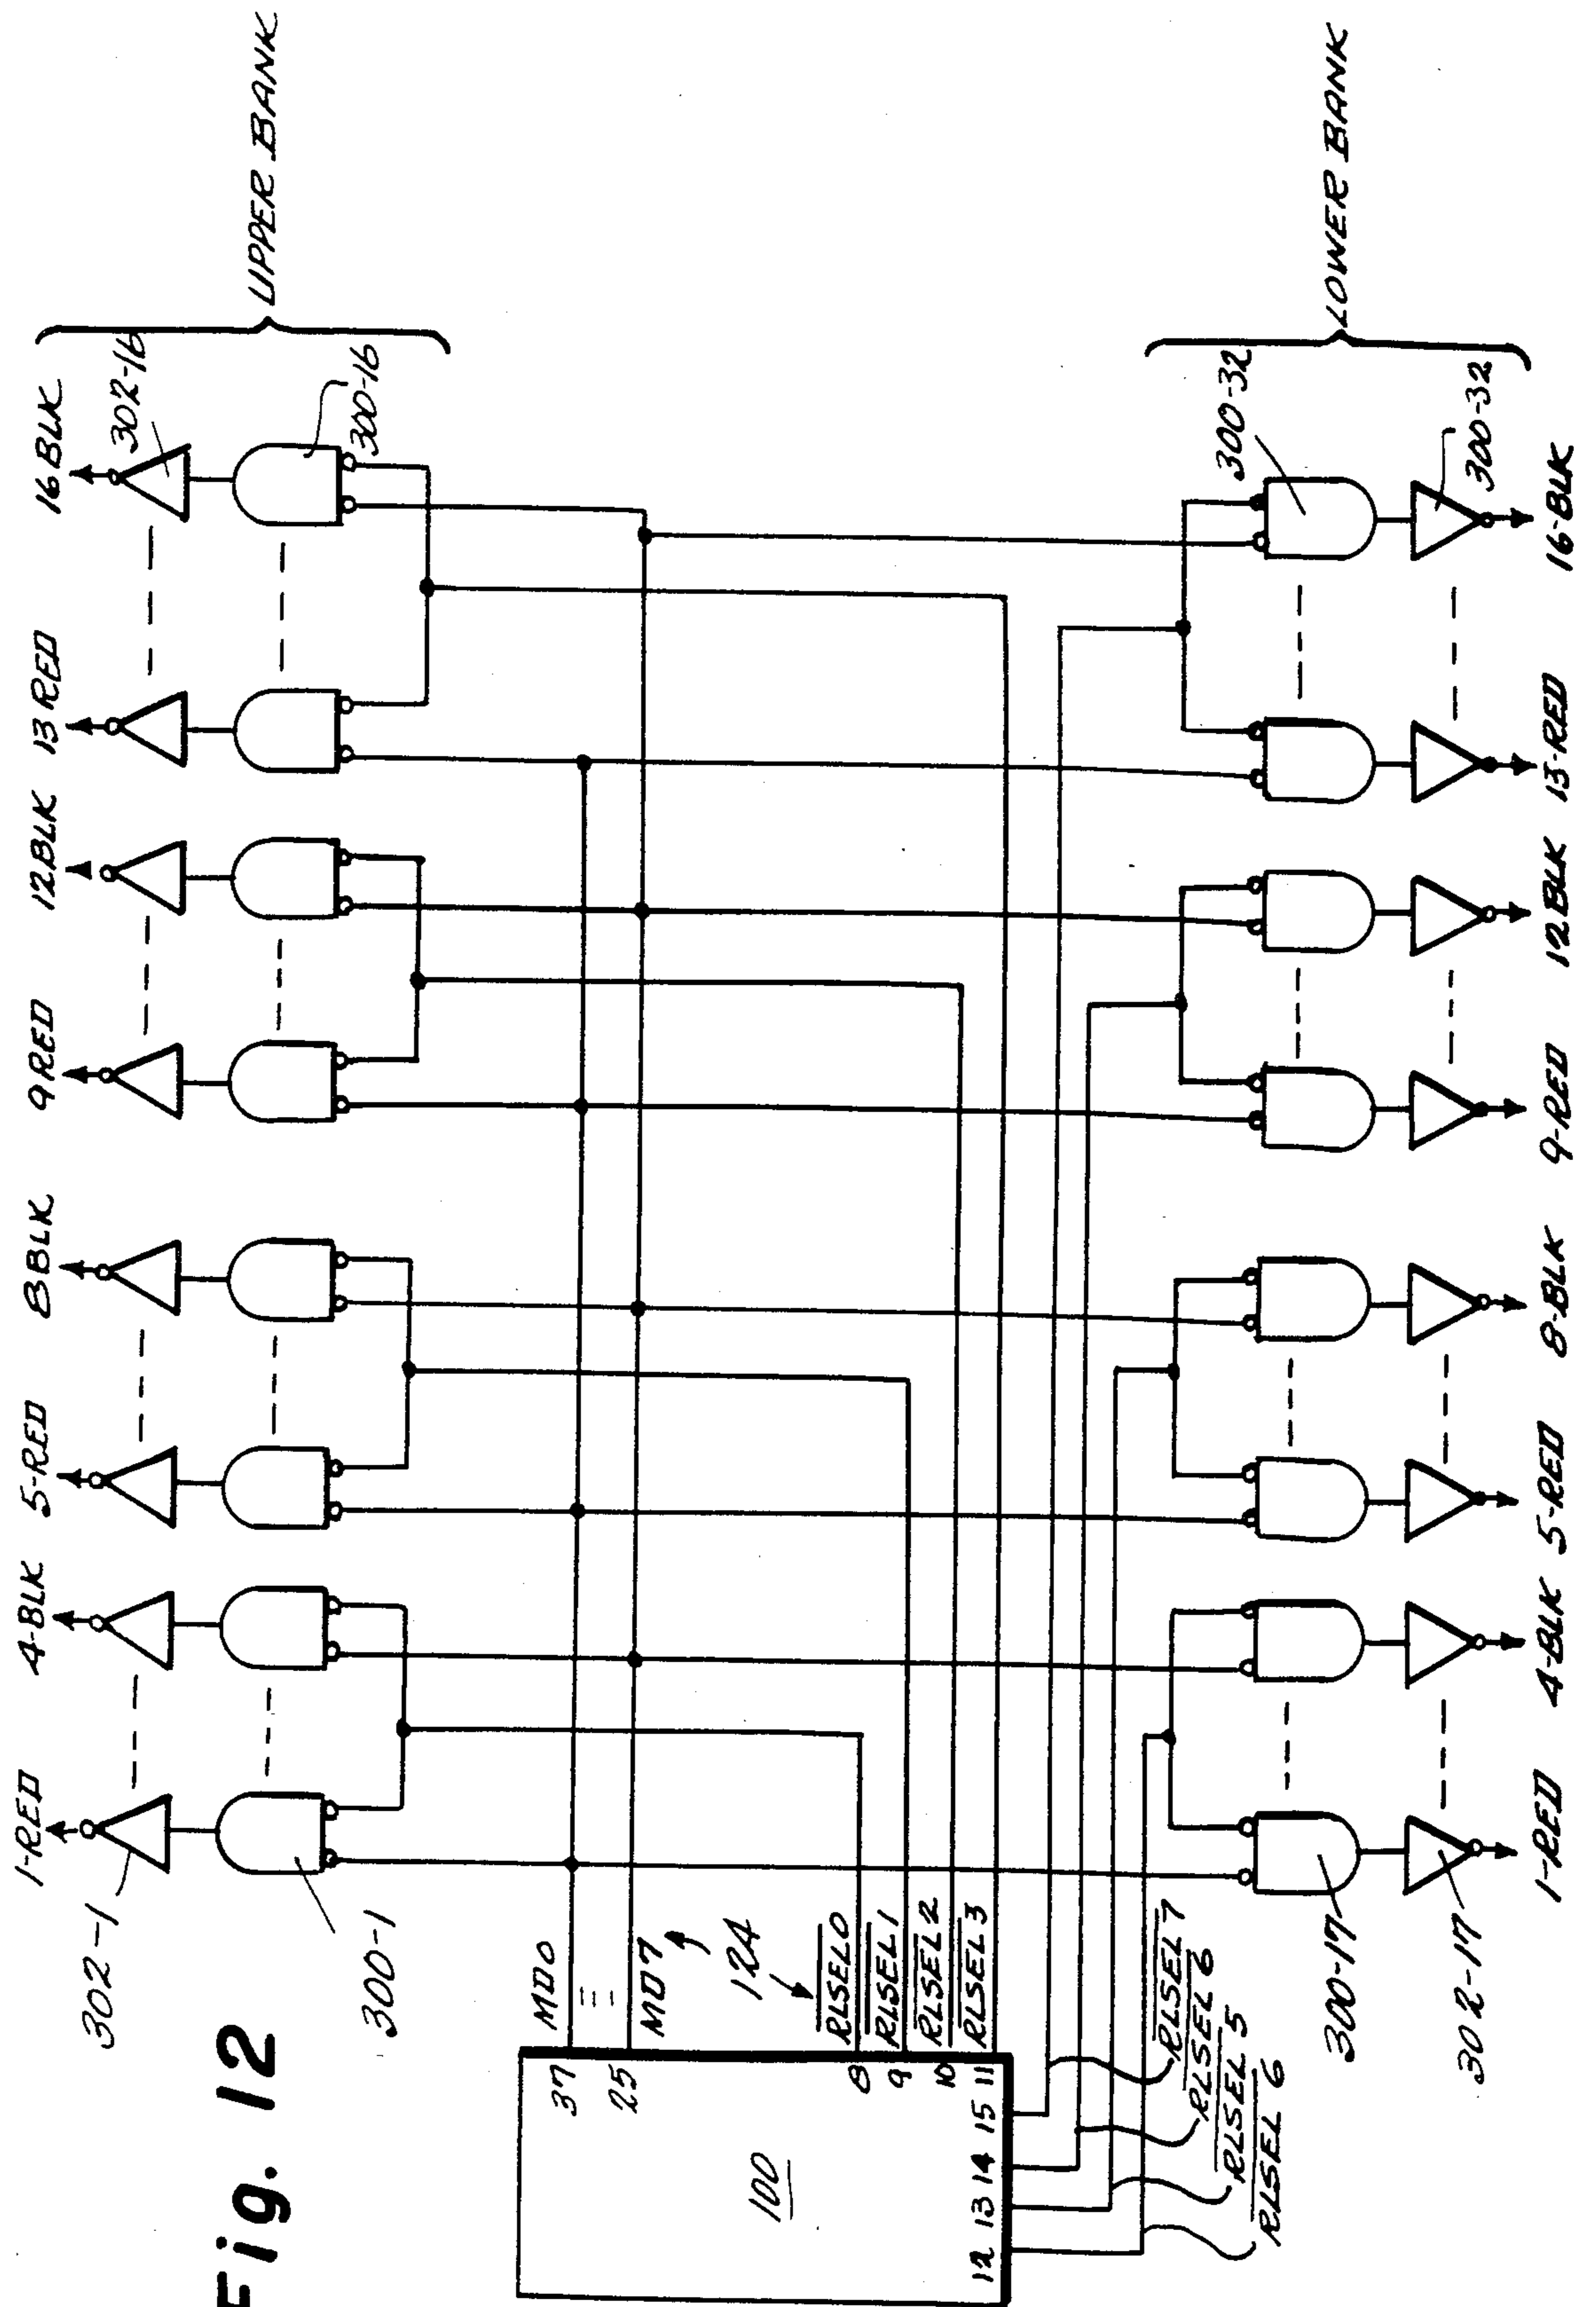 Fig. 12
1-RED 4-BLK 5-RED 8 BLK 9 RED 12 BLK 13 RED 16 BLK
302-1
302-16
300-1
300-16
UPPER BANK
MD0
MD7
124
RLSEL0
RLSEL1
RLSEL2
RLSEL3
37
25
8
9
10
11
100
12 13 14 15
RLSEL7
RLSEL6
RLSEL5
RLSEL6
300-17
302-17
300-32
300-32
LOWER BANK
1-RED 4-BLK 5-RED 8-BLK 9-RED 12 BLK 13-RED 16-BLK